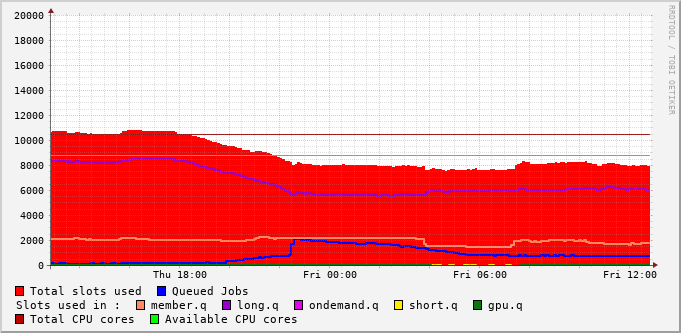 20000
18000
16000
14000
12000
10000
8000
6000
4000
2000
0
Thu 18:00 Fri 00:00 Fri 06:00 Fri 12:00
RRDTOOL / TOBI OETIKER
Total slots used Queued Jobs
Slots used in : member.q long.q ondemand.q short.q gpu.q
Total CPU cores Available CPU cores